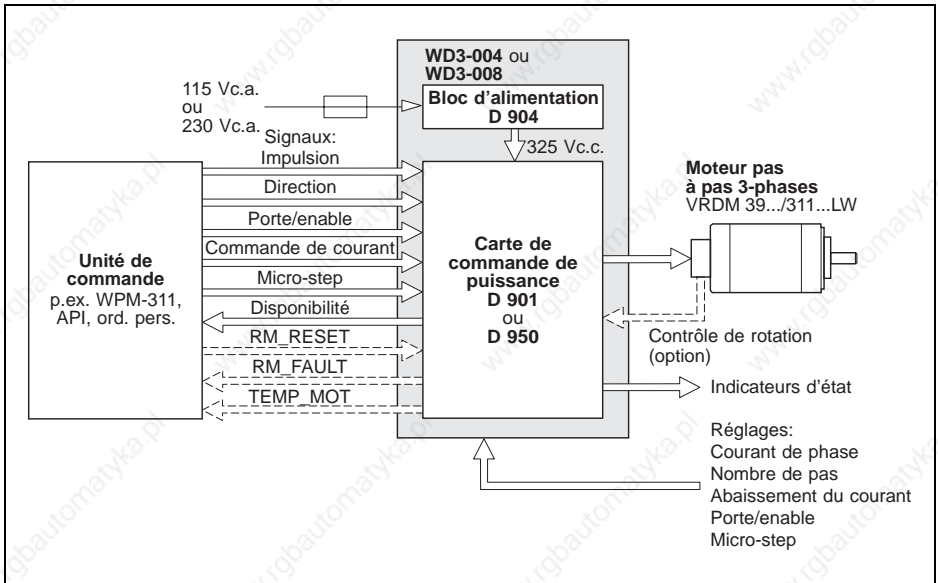 WD3-004 ou
WD3-008
115 Vc.a.
ou
230 Vc.a.
Bloc d'alimentation
D 904
325 Vc.c.
Signaux:
Impulsion
Direction
Porte/enable
Commande de courant
Micro-step
Disponibilité
RM_RESET
RM_FAULT
TEMP_MOT
Unité de
commande
p.ex. WPM-311,
API, ord. pers.
Carte de
commande de
puissance
D 901
ou
D 950
Moteur pas
à pas 3-phases
VRDM 39.../311...LW
Contrôle de rotation
(option)
Indicateurs d'état
Réglages:
Courant de phase
Nombre de pas
Abaissement du courant
Porte/enable
Micro-step
www.rgbautomatyka.pl